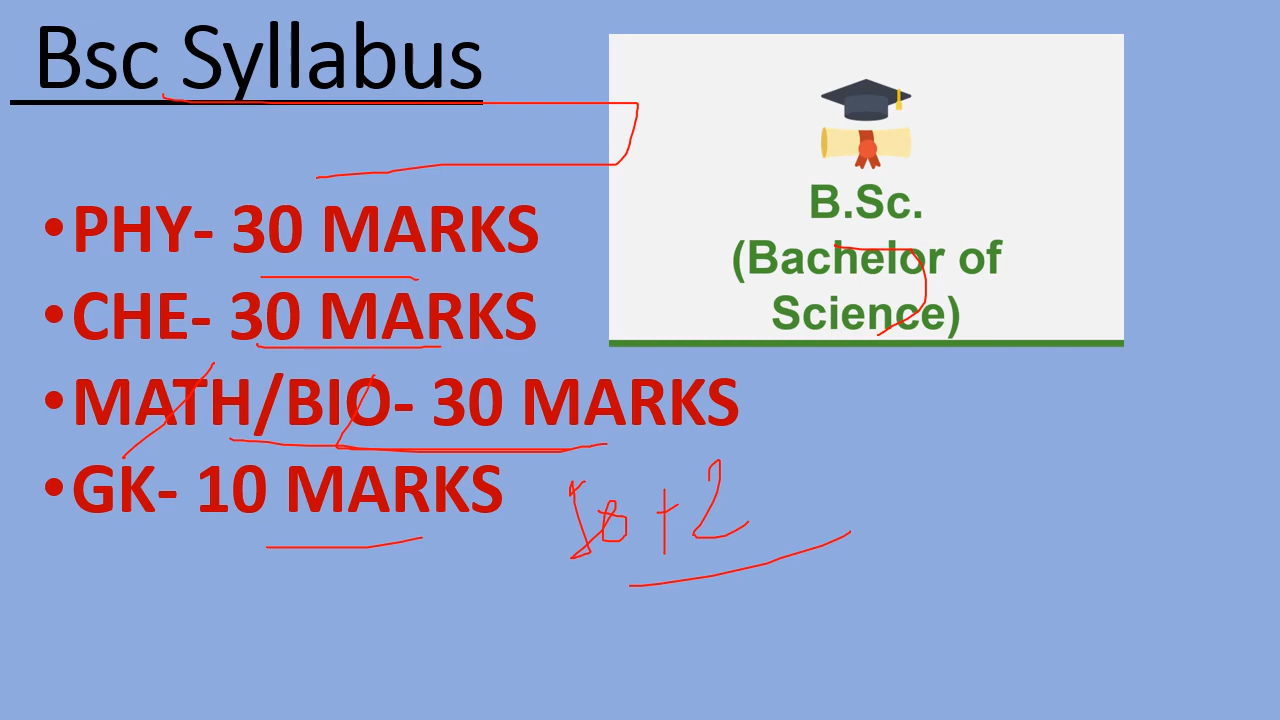 Bsc Syllabus
•PHY- 30 MARKS
•CHE- 30 MARKS
•MATH/BIO- 30 MARKS
•GK- 10 MARKS
B.Sc.
(Bachelor of
Science)
10+2